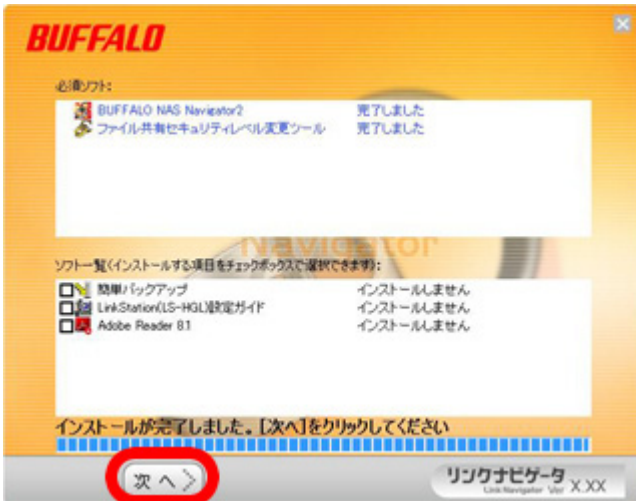 BUFFALO
必須ソフト:
BUFFALO NAS Navigator2 完了しました
ファイル共有セキュリティレベル変更ツール 完了しました
Navigator
ソフト一覧(インストールする項目をチェックボックスで選択できます):
簡単バックアップ インストールしません
LinkStation(LS-HGL)設定ガイド インストールしません
Adobe Reader 8.1 インストールしません
インストールが完了しました。[次へ]をクリックしてください
次へ
リンクナビゲータ
Link Navigator Ver X.XX